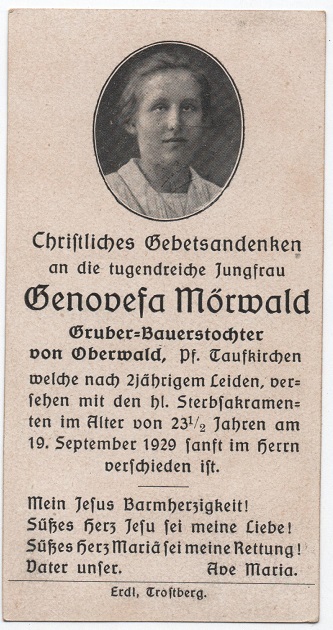 Christliches Gebetsandenken
an die tugendreiche Jungfrau
Genovefa Mörwald
Gruber-Bauerstochter
von Oberwald, Pf. Taufkirchen
welche nach 2jährigem Leiden, ver-
sehen mit den hl. Sterbsakramen-
ten im Alter von 23½ Jahren am
19. September 1929 sanft im Herrn
verschieden ist.
Mein Jesus Barmherzigkeit!
Süßes Herz Jesu sei meine Liebe!
Süßes Herz Mariä sei meine Rettung!
Vater unser. Ave Maria.
Erdl, Trostberg.